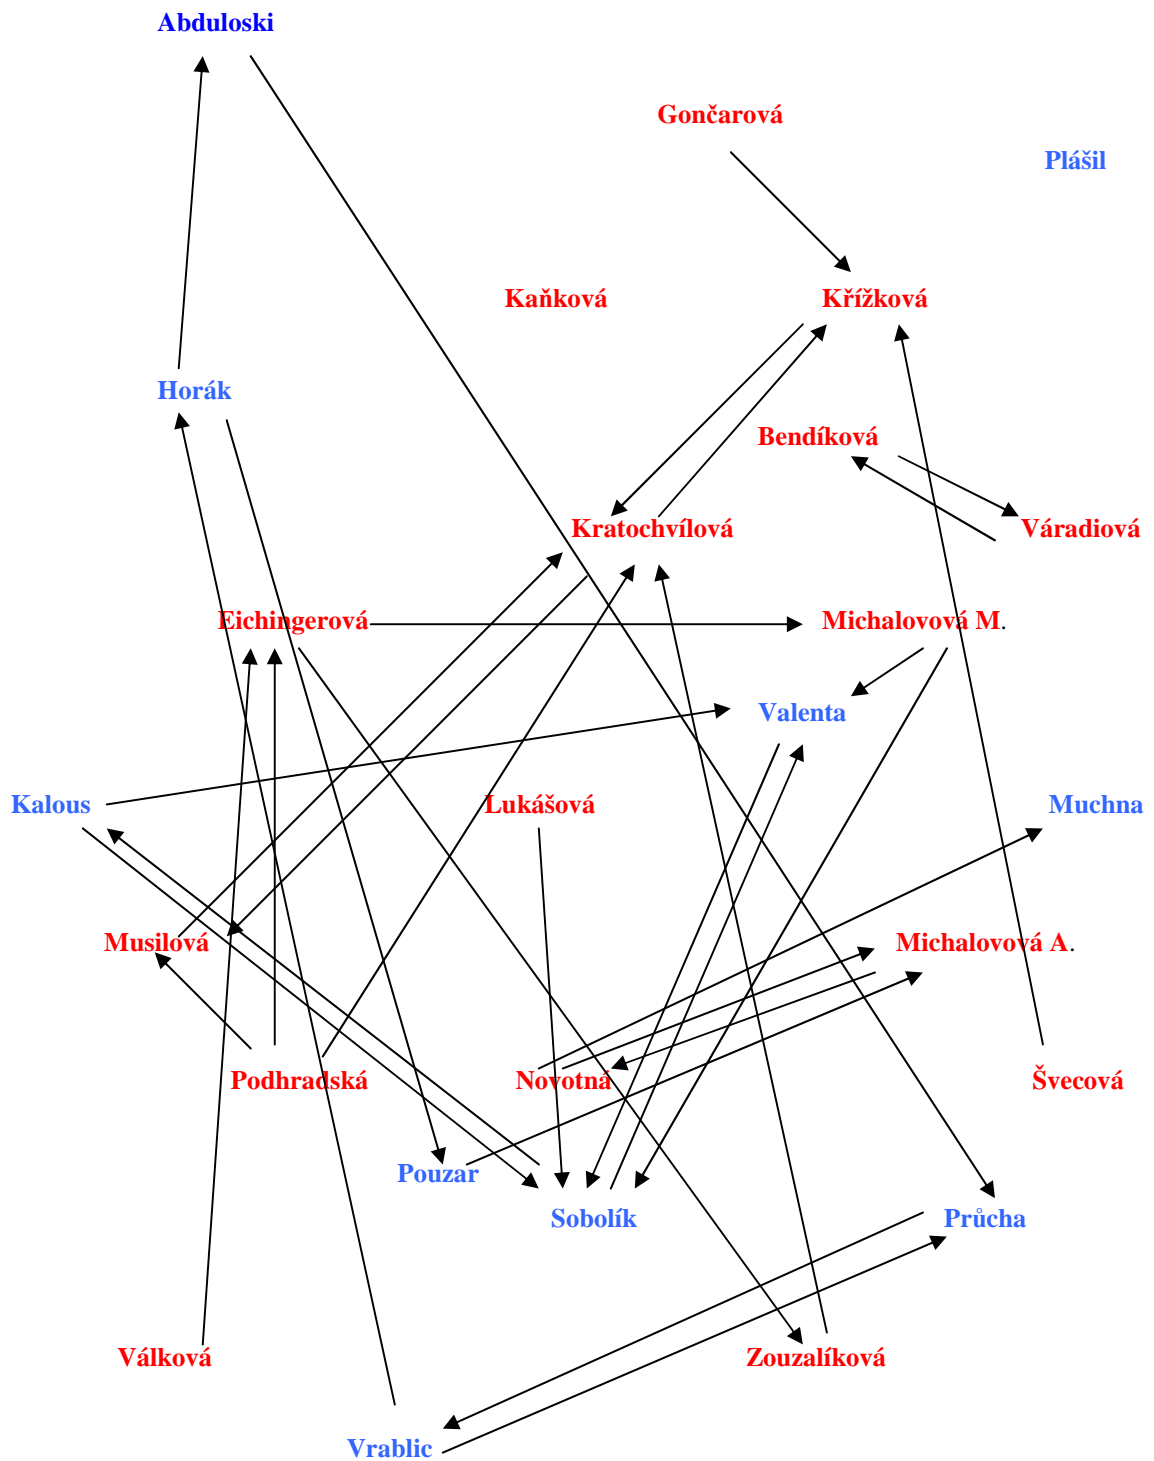 Abduloski
Gončarová
Plášil
Kaňková
Křížková
Horák
Bendíková
Kratochvílová
Váradiová
Eichingerová
Michalovová M.
Valenta
Kalous
Lukášová
Muchna
Musilová
Michalovová A.
Podhradská
Novotná
Švecová
Pouzar
Sobolík
Průcha
Válková
Zouzalíková
Vrablic